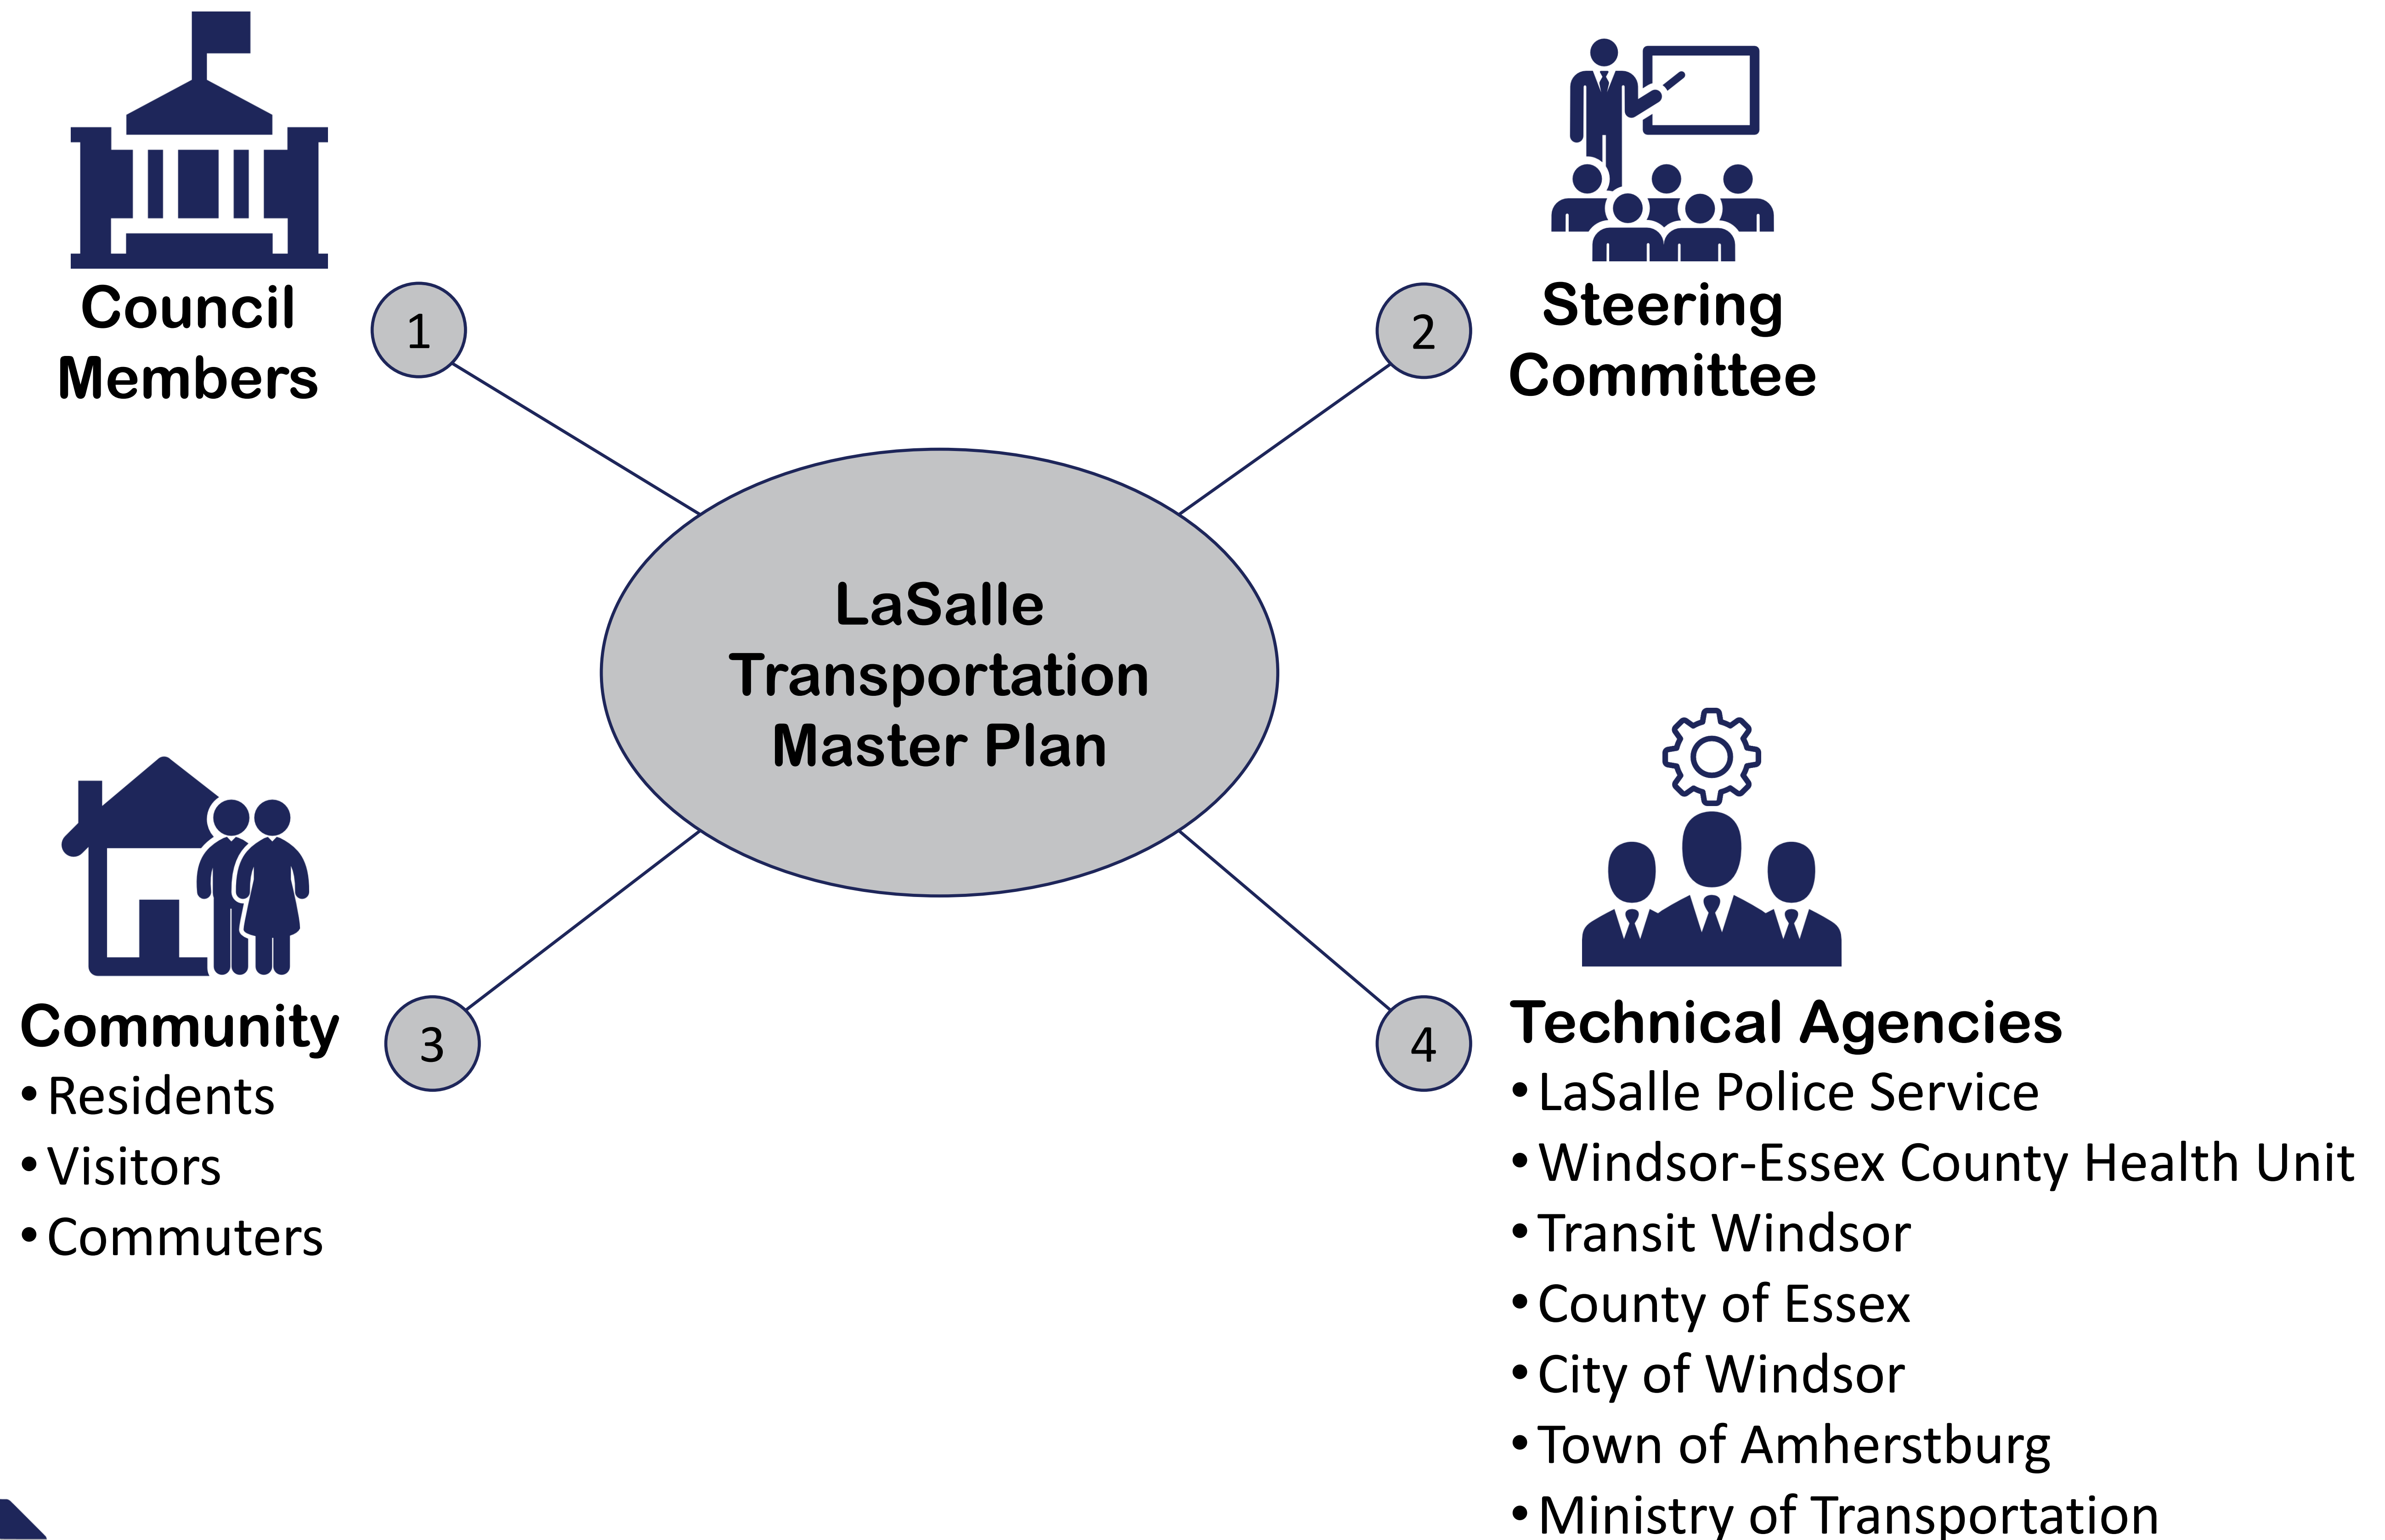 Council
Members
1
2
Steering
Committee
LaSalle
Transportation
Master Plan
Community
• Residents
• Visitors
• Commuters
3
4
Technical Agencies
• LaSalle Police Service
• Windsor-Essex County Health Unit
• Transit Windsor
• County of Essex
• City of Windsor
• Town of Amherstburg
• Ministry of Transportation